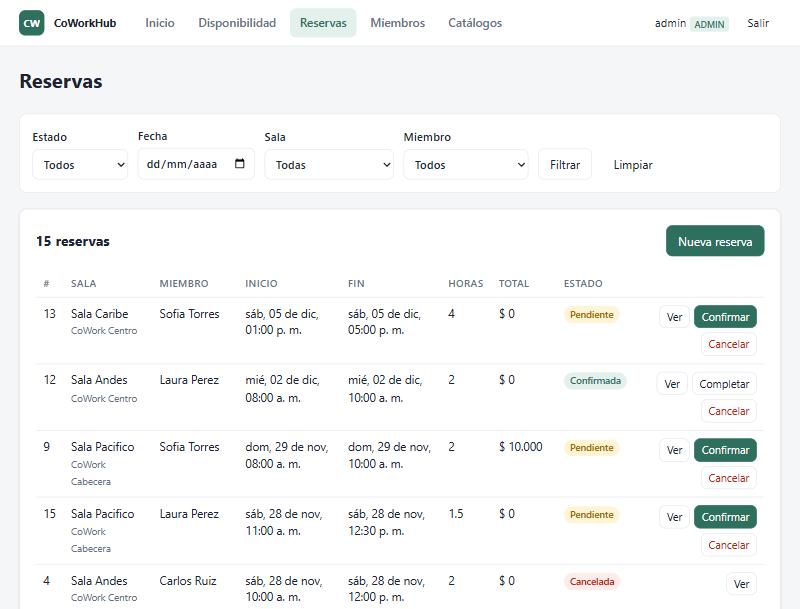 CW CoWorkHub Inicio Disponibilidad Reservas Miembros Catálogos admin ADMIN Salir
Reservas
Estado Fecha Sala Miembro
Todos dd/mm/aaaa Todas Todos Filtrar Limpiar
15 reservas Nueva reserva
# SALA MIEMBRO INICIO FIN HORAS TOTAL ESTADO
13 Sala Caribe Sofia Torres sáb, 05 de dic, sáb, 05 de dic, 4 $ 0 Pendiente Ver Confirmar
CoWork Centro 01:00 p. m. 05:00 p. m.
Cancelar
12 Sala Andes Laura Perez mié, 02 de dic, mié, 02 de dic, 2 $ 0 Confirmada Ver Completar
CoWork Centro 08:00 a. m. 10:00 a. m.
Cancelar
9 Sala Pacifico Sofia Torres dom, 29 de nov, dom, 29 de nov, 2 $ 10.000 Pendiente Ver Confirmar
CoWork 08:00 a. m. 10:00 a. m.
Cabecera Cancelar
15 Sala Pacifico Laura Perez sáb, 28 de nov, sáb, 28 de nov, 1.5 $ 0 Pendiente Ver Confirmar
CoWork 11:00 a. m. 12:30 p. m.
Cabecera Cancelar
4 Sala Andes Carlos Ruiz sáb, 28 de nov, sáb, 28 de nov, 2 $ 0 Cancelada Ver
CoWork Centro 10:00 a. m. 12:00 p. m.